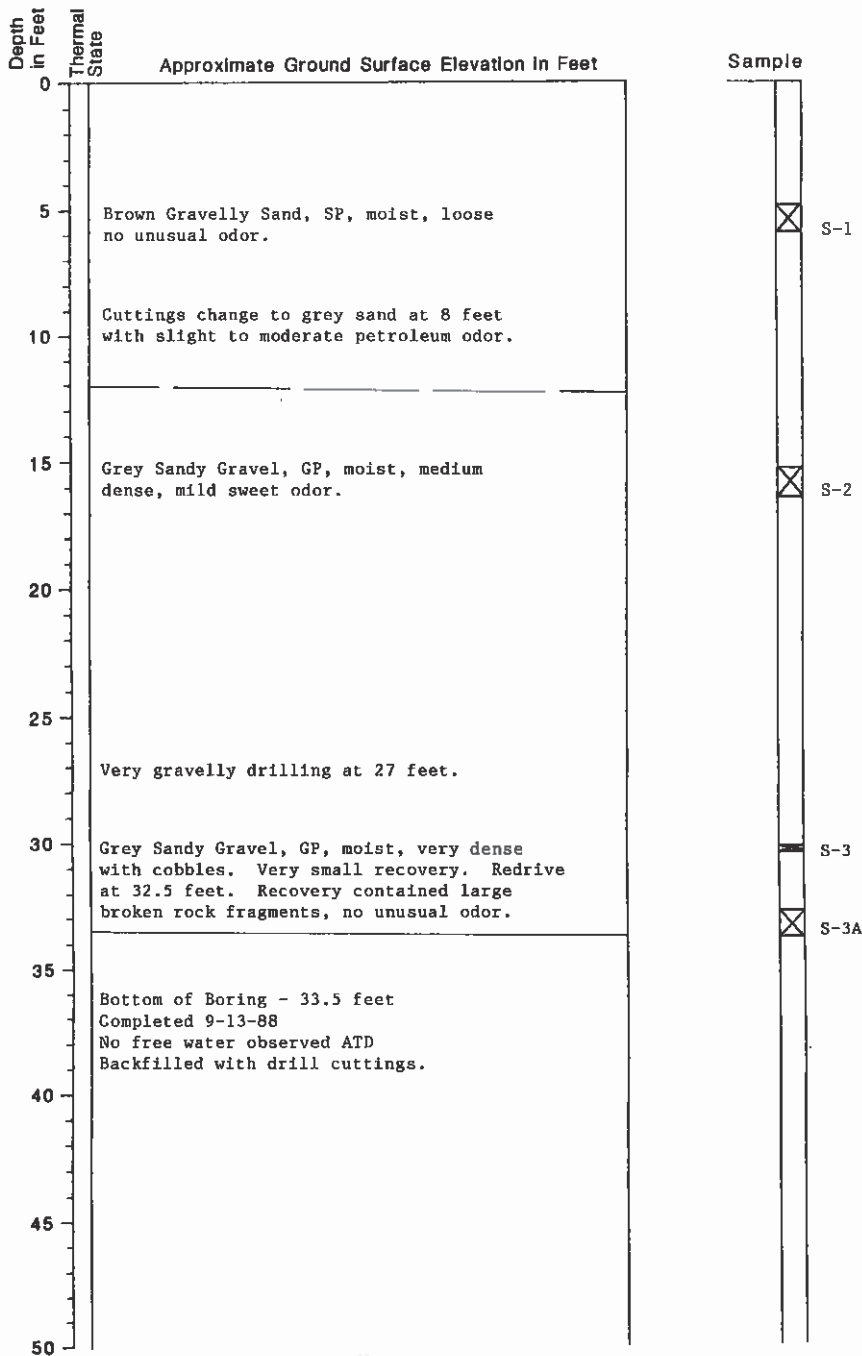 Depth
in Feet
Thermal
State
Approximate Ground Surface Elevation in Feet
Sample
0
5
Brown Gravelly Sand, SP, moist, loose
no unusual odor.
S-1
Cuttings change to grey sand at 8 feet
with slight to moderate petroleum odor.
10
15
Grey Sandy Gravel, GP, moist, medium
dense, mild sweet odor.
S-2
20
25
Very gravelly drilling at 27 feet.
30
Grey Sandy Gravel, GP, moist, very dense
with cobbles. Very small recovery. Redrive
at 32.5 feet. Recovery contained large
broken rock fragments, no unusual odor.
S-3
S-3A
35
Bottom of Boring - 33.5 feet
Completed 9-13-88
No free water observed ATD
Backfilled with drill cuttings.
40
45
50